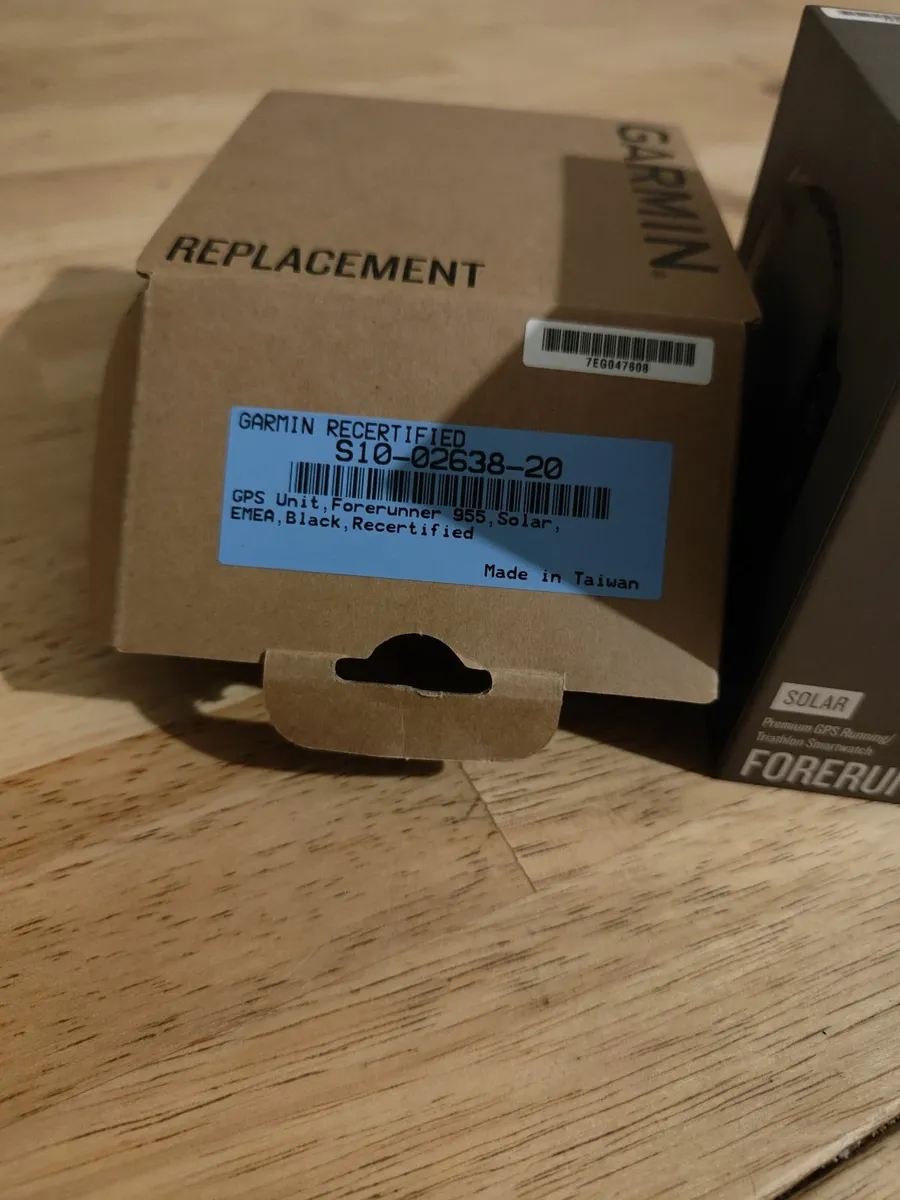 GARMIN®
REPLACEMENT
7EG047608
GARMIN RECERTIFIED
S10-02638-20
GPS Unit,Forerunner 955,Solar,
EMEA,Black,Recertified
Made in Taiwan
SOLAR
Premium GPS Running/
Triathlon Smartwatch
FORERU